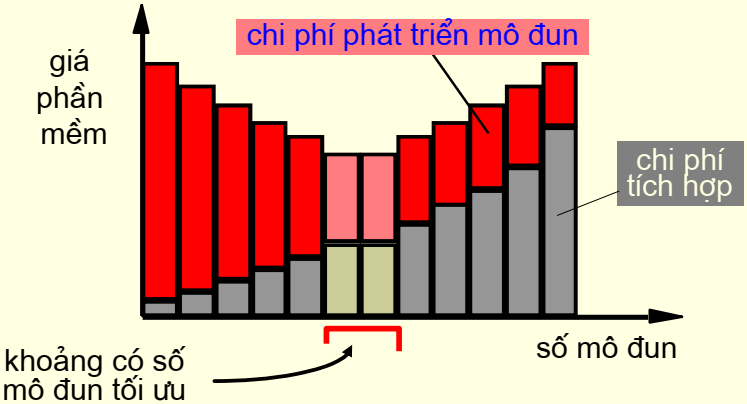 chi phí phát triển mô đun
giá
phần
mềm
chi phí
tích hợp
số mô đun
khoảng có số
mô đun tối ưu